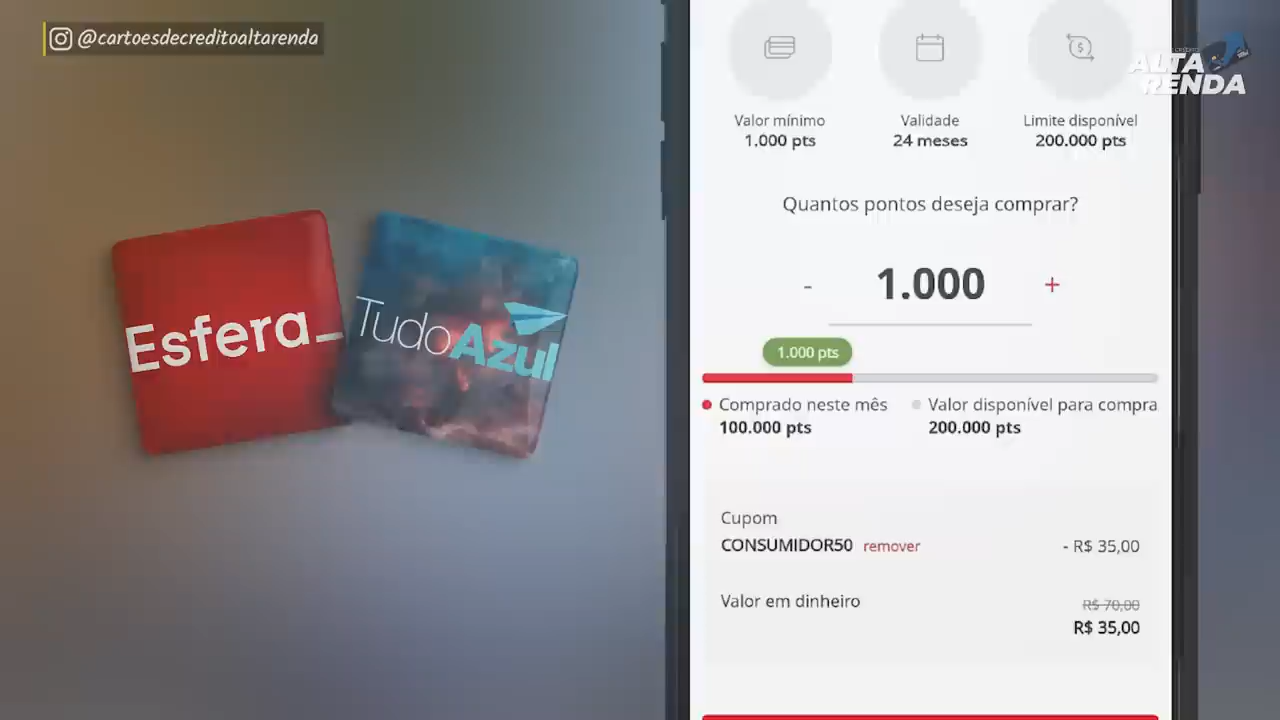 @cartoesdecreditoaltarenda
ALTA
RENDA
Esfera_
TudoAzul
Valor mínimo
1.000 pts
Validade
24 meses
Limite disponível
200.000 pts
Quantos pontos deseja comprar?
- 1.000 +
1.000 pts
Comprado neste mês
100.000 pts
Valor disponível para compra
200.000 pts
Cupom
CONSUMIDOR50 remover - R$ 35,00
Valor em dinheiro R$ 70,00
R$ 35,00